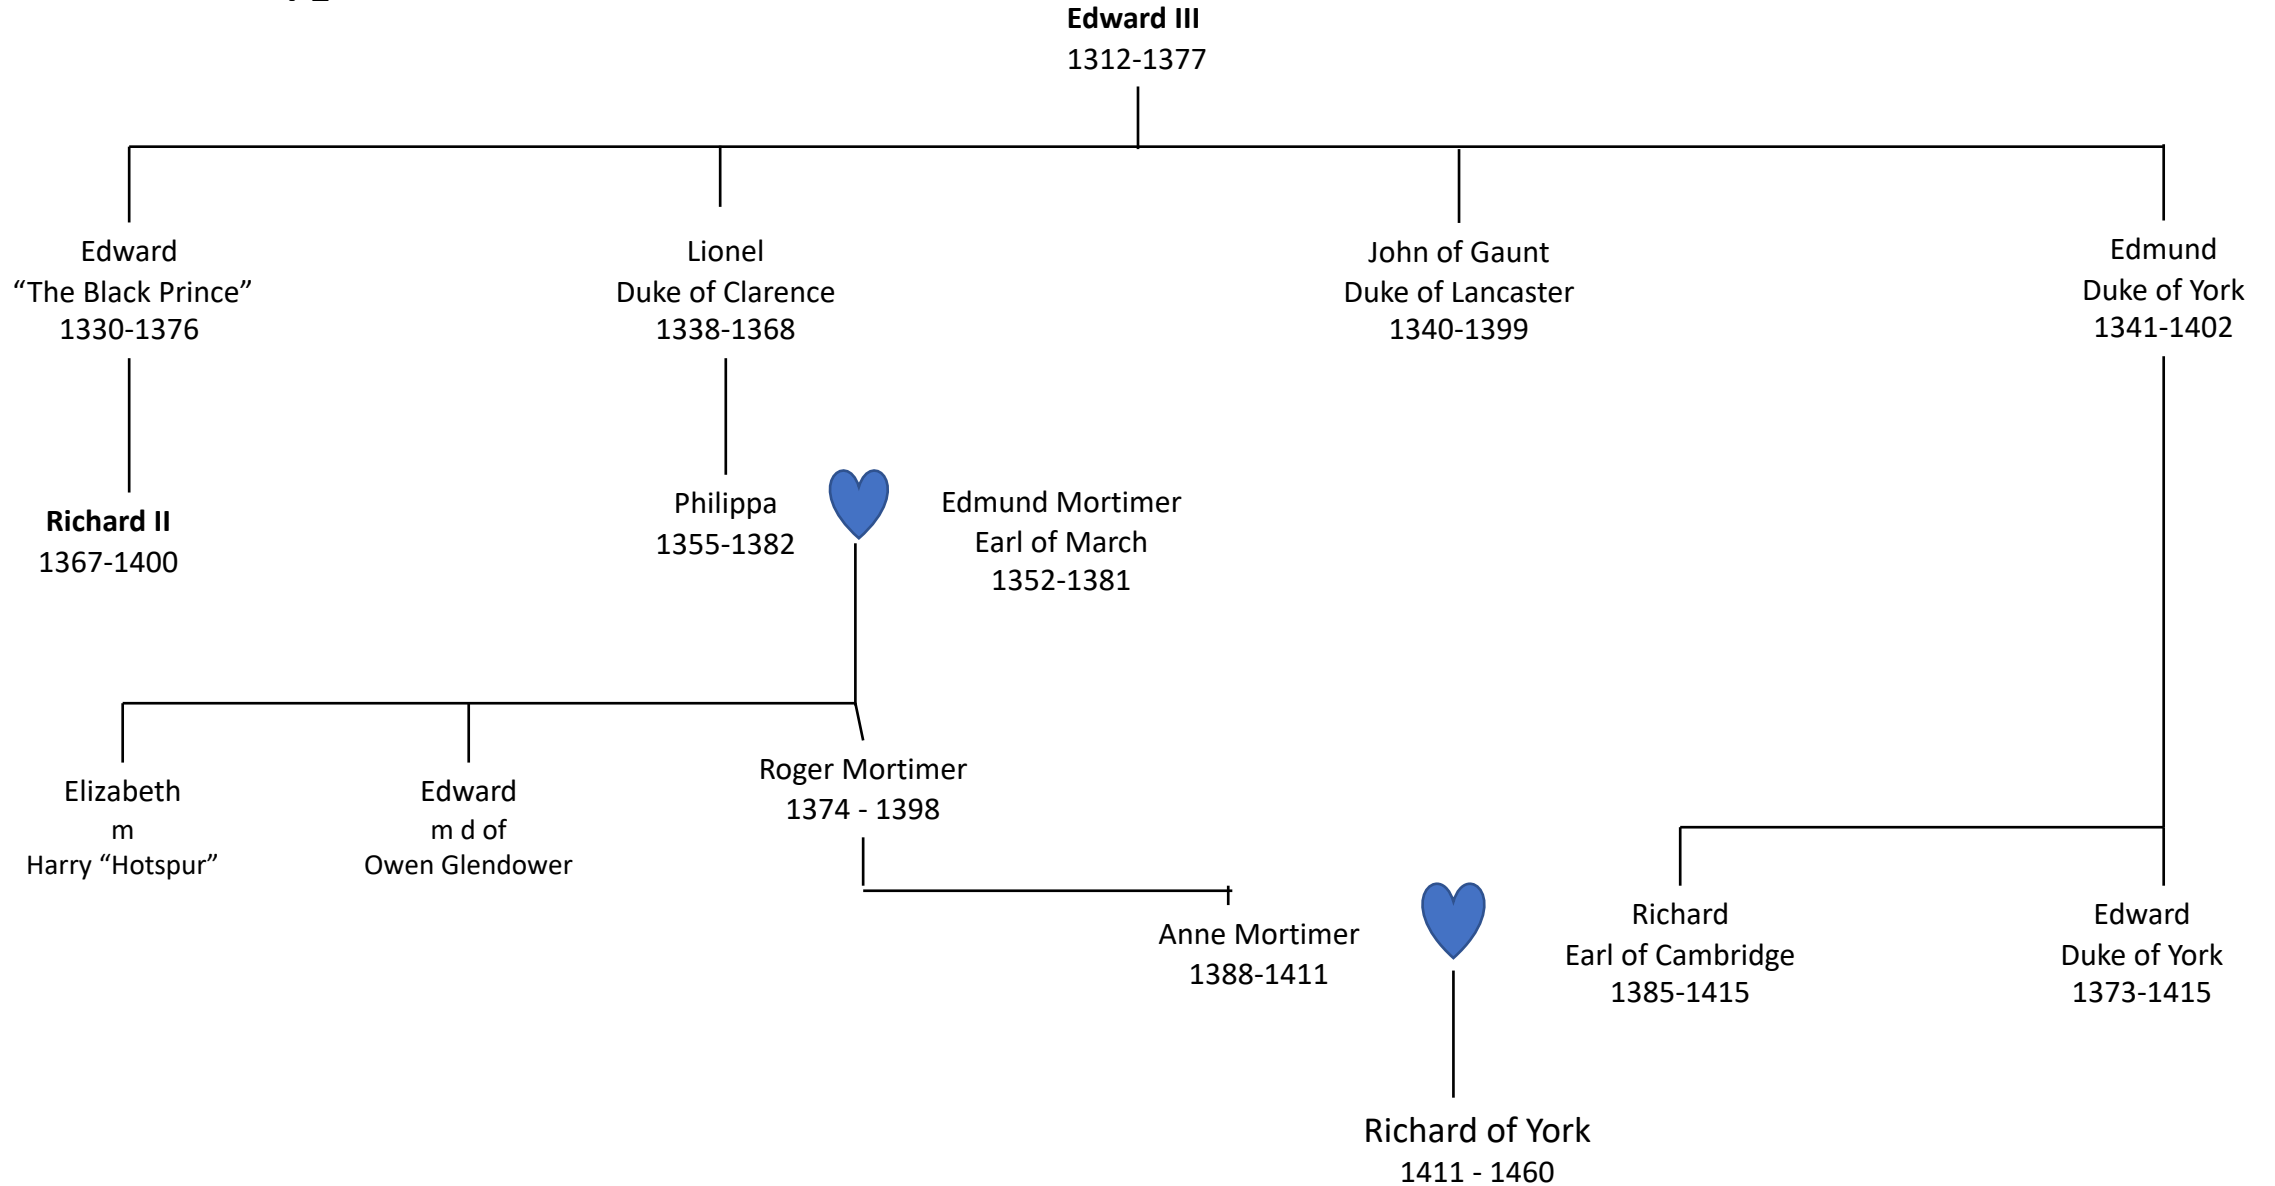 Edward III
1312-1377
Edward
“The Black Prince”
1330-1376
Lionel
Duke of Clarence
1338-1368
John of Gaunt
Duke of Lancaster
1340-1399
Edmund
Duke of York
1341-1402
Richard II
1367-1400
Philippa
1355-1382
Edmund Mortimer
Earl of March
1352-1381
Elizabeth
m
Harry “Hotspur”
Edward
m d of
Owen Glendower
Roger Mortimer
1374 - 1398
Anne Mortimer
1388-1411
Richard
Earl of Cambridge
1385-1415
Edward
Duke of York
1373-1415
Richard of York
1411 - 1460